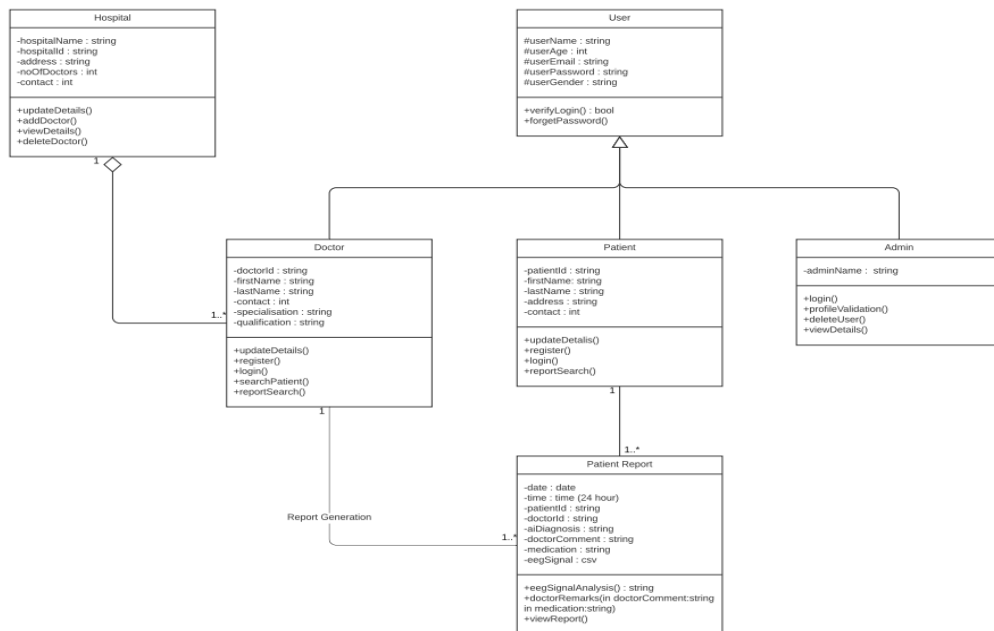 Hospital
-hospitalName : string
-hospitalId : string
-address : string
-noOfDoctors : int
-contact : int
+updateDetails()
+addDoctor()
+viewDetails()
+deleteDoctor()
1
1..*
User
#userName : string
#userAge : int
#userEmail : string
#userPassword : string
#userGender : string
+verifyLogin() : bool
+forgetPassword()
Doctor
-doctorId : string
-firstName : string
-lastName : string
-contact : int
-specialisation : string
-qualification : string
+updateDetails()
+register()
+login()
+searchPatient()
+reportSearch()
1
Report Generation
1..*
Patient
-patientId : string
-firstName: string
-lastName : string
-address : string
-contact : int
+updateDetalis()
+register()
+login()
+reportSearch()
1
1..*
Admin
-adminName :  string
+login()
+profileValidation()
+deleteUser()
+viewDetails()
Patient Report
-date : date
-time : time (24 hour)
-patientId : string
-doctorId : string
-aiDiagnosis : string
-doctorComment : string
-medication : string
-eegSignal : csv
+eegSignalAnalysis() : string
+doctorRemarks(in doctorComment:string
in medication:string)
+viewReport()